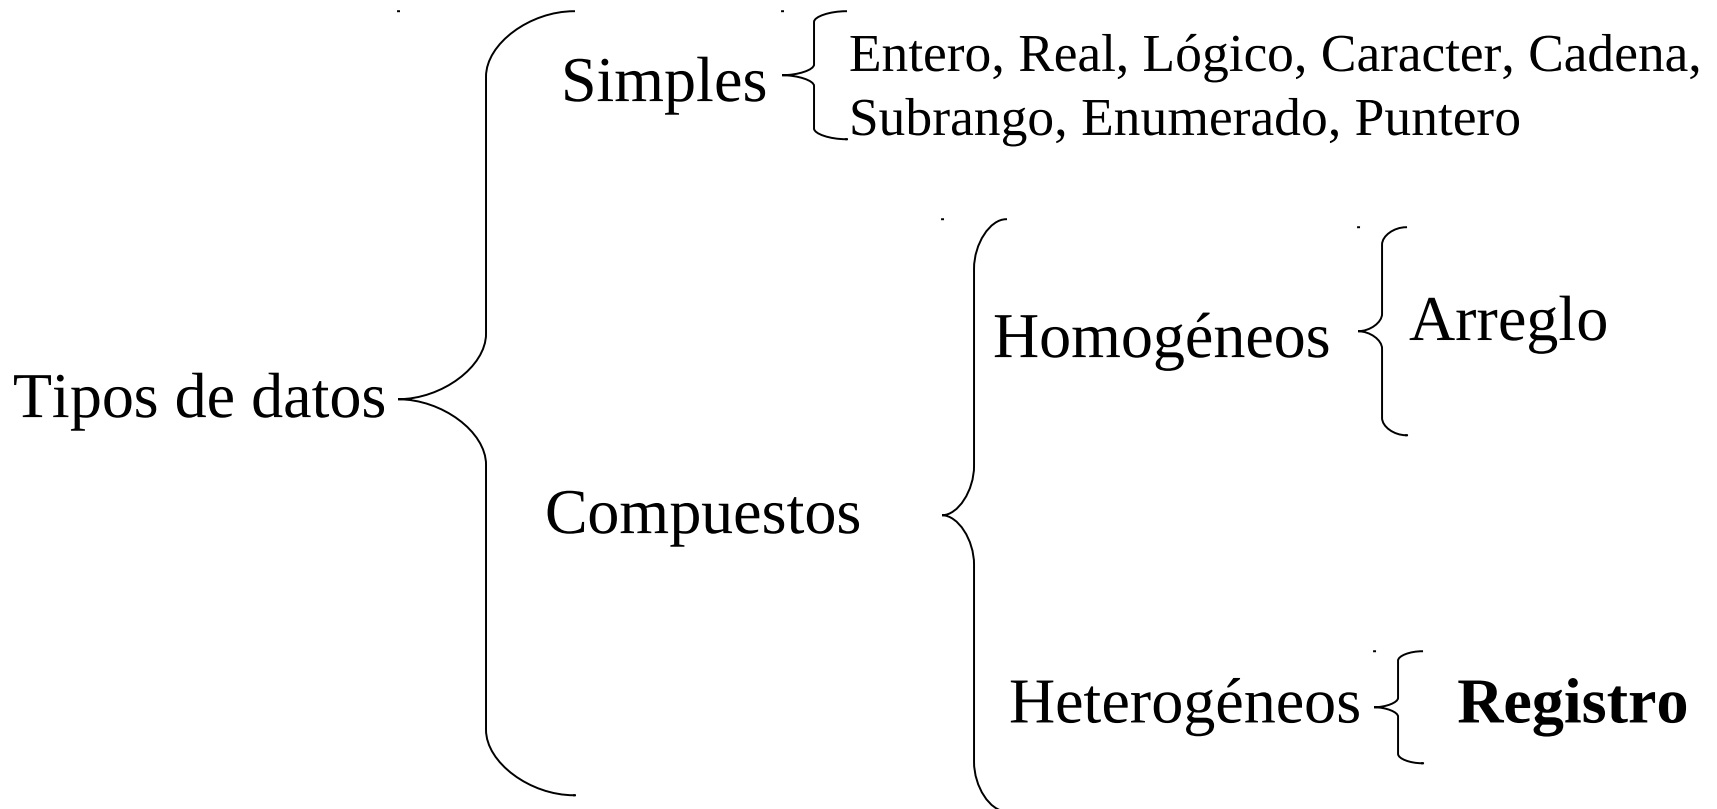 Simples
Entero, Real, Lógico, Caracter, Cadena,
Subrango, Enumerado, Puntero
Homogéneos
Arreglo
Tipos de datos
Compuestos
Heterogéneos
Registro